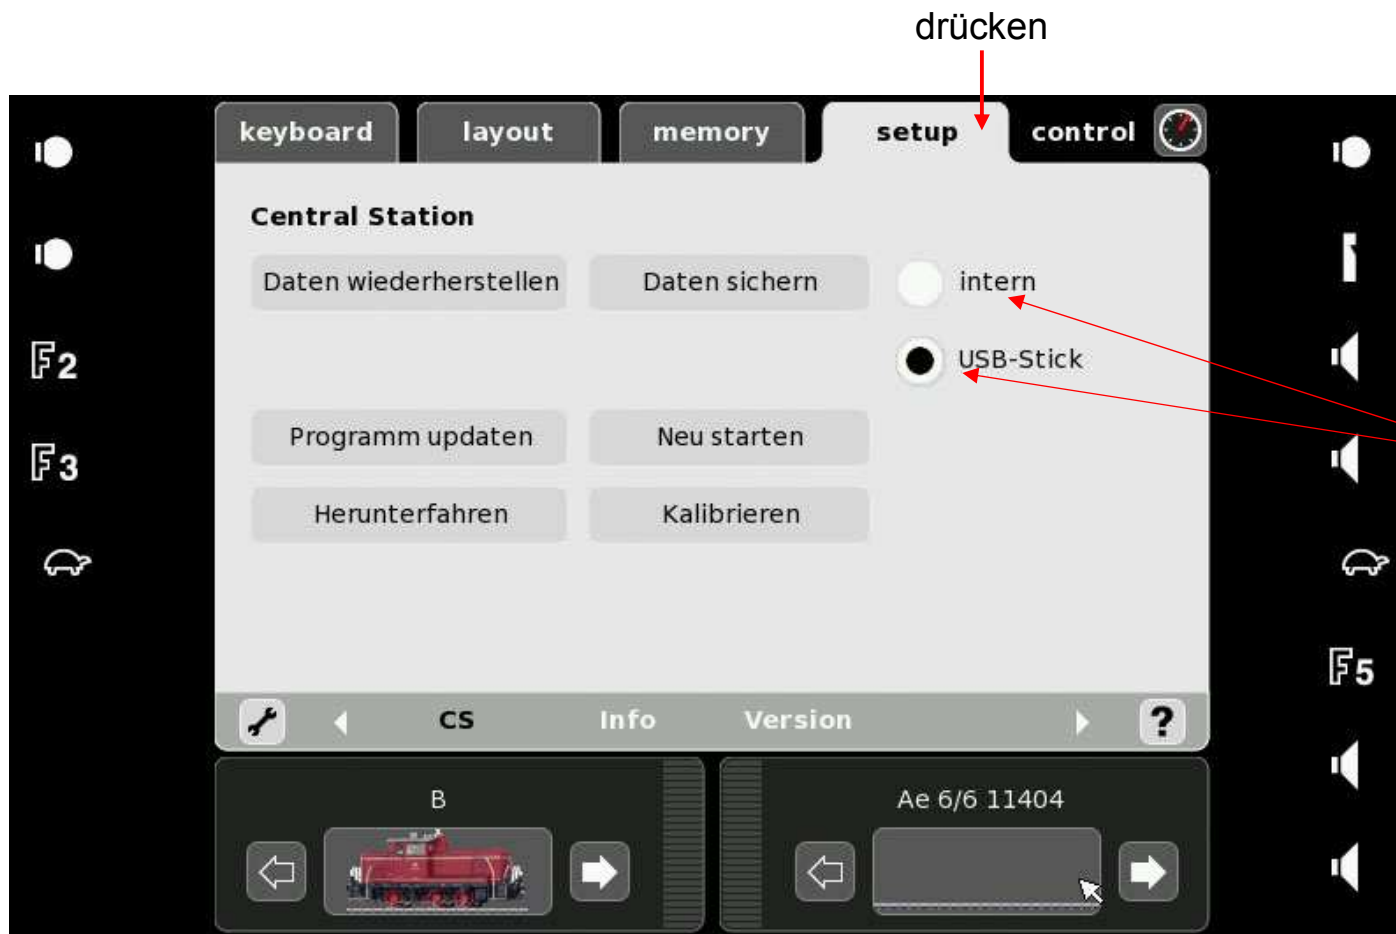 drücken
keyboard layout memory setup control
Central Station
Daten wiederherstellen Daten sichern intern
F2 USB-Stick
Programm updaten Neu starten
F3
Herunterfahren Kalibrieren
F5
CS Info Version ?
B Ae 6/6 11404